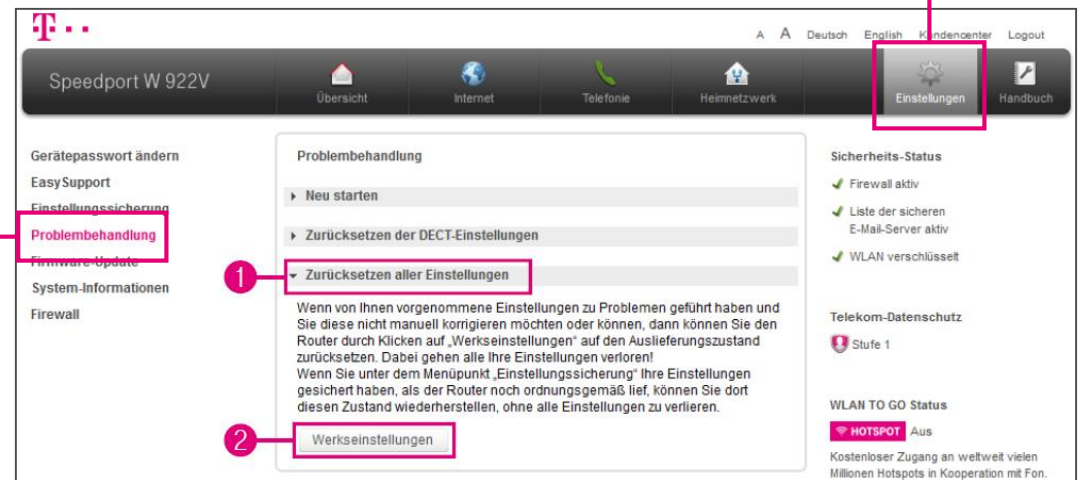 T
A A Deutsch English Kundencenter Logout
Speedport W 922V
Übersicht
Internet
Telefonie
Heimnetzwerk
Einstellungen
Handbuch
Gerätepasswort ändern
EasySupport
Einstellungssicherung
Problembehandlung
Firmware-Update
System-Informationen
Firewall
Problembehandlung
Neu starten
Zurücksetzen der DECT-Einstellungen
1
Zurücksetzen aller Einstellungen
Wenn von Ihnen vorgenommene Einstellungen zu Problemen geführt haben und
Sie diese nicht manuell korrigieren möchten oder können, dann können Sie den
Router durch Klicken auf „Werkseinstellungen“ auf den Auslieferungszustand
zurücksetzen. Dabei gehen alle Ihre Einstellungen verloren!
Wenn Sie unter dem Menüpunkt „Einstellungssicherung“ Ihre Einstellungen
gesichert haben, als der Router noch ordnungsgemäß lief, können Sie dort
diesen Zustand wiederherstellen, ohne alle Einstellungen zu verlieren.
2
Werkseinstellungen
Sicherheits-Status
Firewall aktiv
Liste der sicheren
E-Mail-Server aktiv
WLAN verschlüsselt
Telekom-Datenschutz
Stufe 1
WLAN TO GO Status
HOTSPOT Aus
Kostenloser Zugang an weltweit vielen
Millionen Hotspots in Kooperation mit Fon.